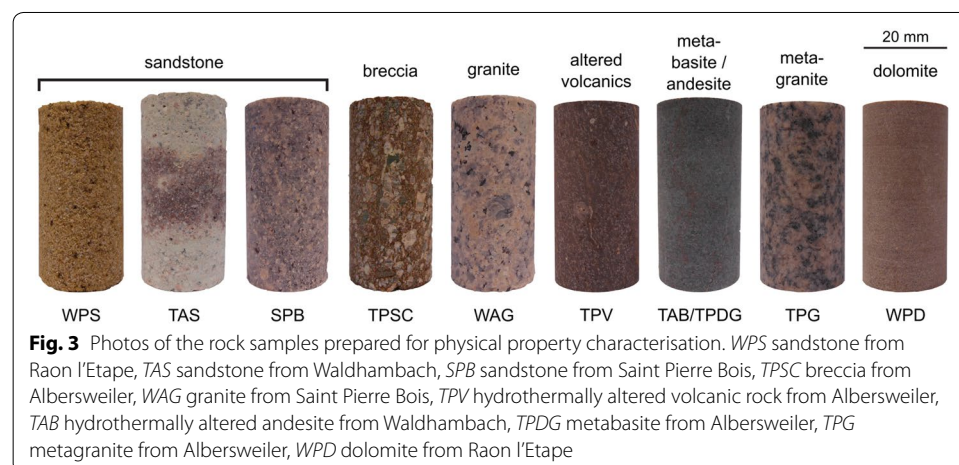 sandstone
breccia
granite
altered
volcanics
meta-
basite /
andesite
meta-
granite
20 mm
dolomite
WPS TAS SPB TPSC WAG TPV TAB/TPDG TPG WPD
Fig. 3 Photos of the rock samples prepared for physical property characterisation. WPS sandstone from
Raon l'Etape, TAS sandstone from Waldhambach, SPB sandstone from Saint Pierre Bois, TPSC breccia from
Albersweiler, WAG granite from Saint Pierre Bois, TPV hydrothermally altered volcanic rock from Albersweiler,
TAB hydrothermally altered andesite from Waldhambach, TPDG metabasite from Albersweiler, TPG
metagranite from Albersweiler, WPD dolomite from Raon l'Etape